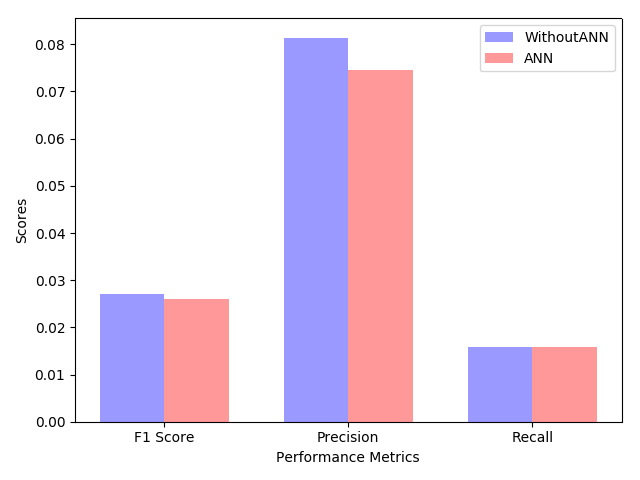 WithoutANN
ANN
0.08
0.07
0.06
0.05
0.04
0.03
0.02
0.01
0.00
Scores
F1 Score
Precision
Recall
Performance Metrics